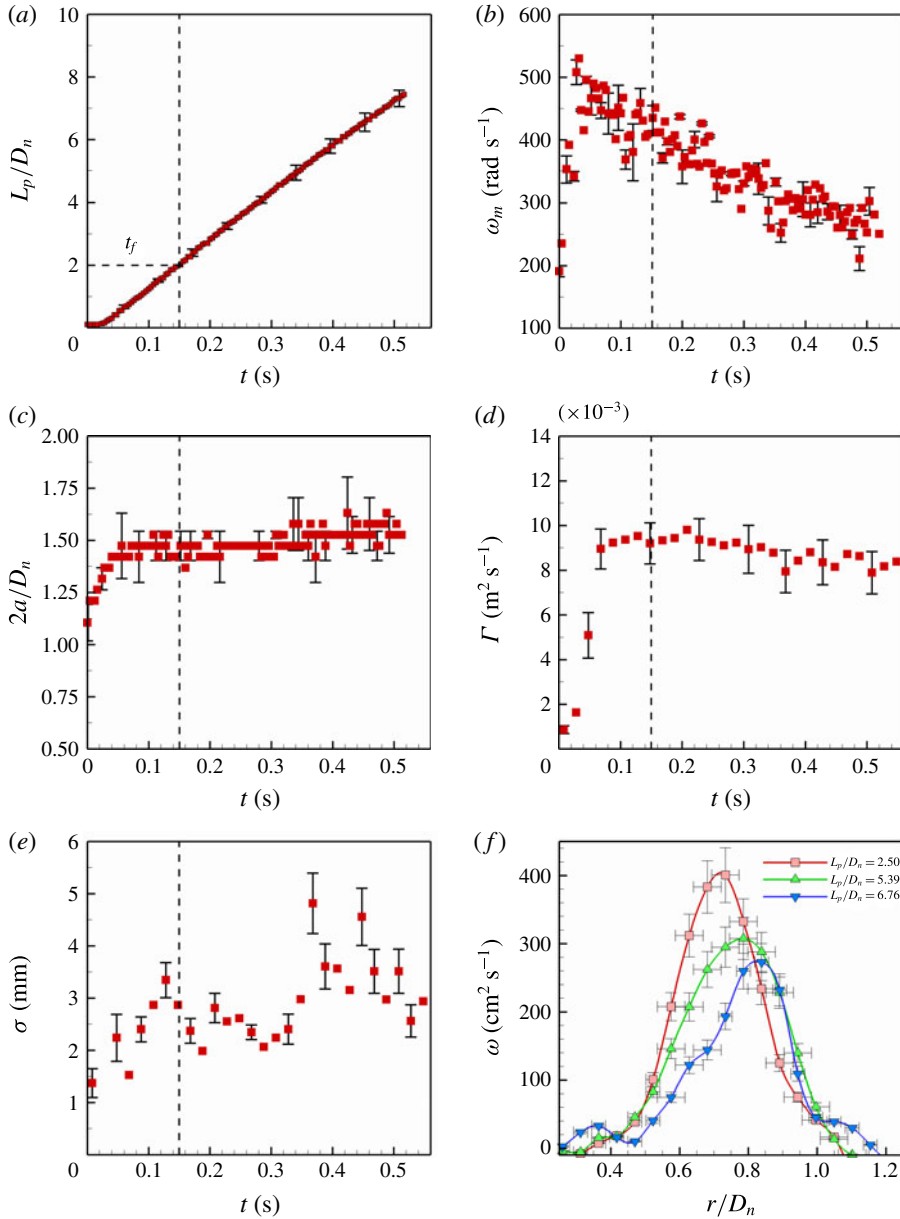 (a)
10
8
6
4
2
0
L_p/D_n
t_f
0 0.1 0.2 0.3 0.4 0.5
t (s)
(b)
600
500
400
300
200
100
ω_m (rad s⁻¹)
0 0.1 0.2 0.3 0.4 0.5
t (s)
(c)
2.00
1.75
1.50
1.25
1.00
0.75
0.50
2a/D_n
0 0.1 0.2 0.3 0.4 0.5
t (s)
(d)
(×10⁻³)
14
12
10
8
6
4
2
0
Γ (m² s⁻¹)
0.1 0.2 0.3 0.4 0.5
t (s)
(e)
6
5
4
3
2
1
σ (mm)
0 0.1 0.2 0.3 0.4 0.5
t (s)
(f)
400
300
200
100
0
ω (cm² s⁻¹)
L_p/D_n = 2.50
L_p/D_n = 5.39
L_p/D_n = 6.76
0.4 0.6 0.8 1.0 1.2
r/D_n